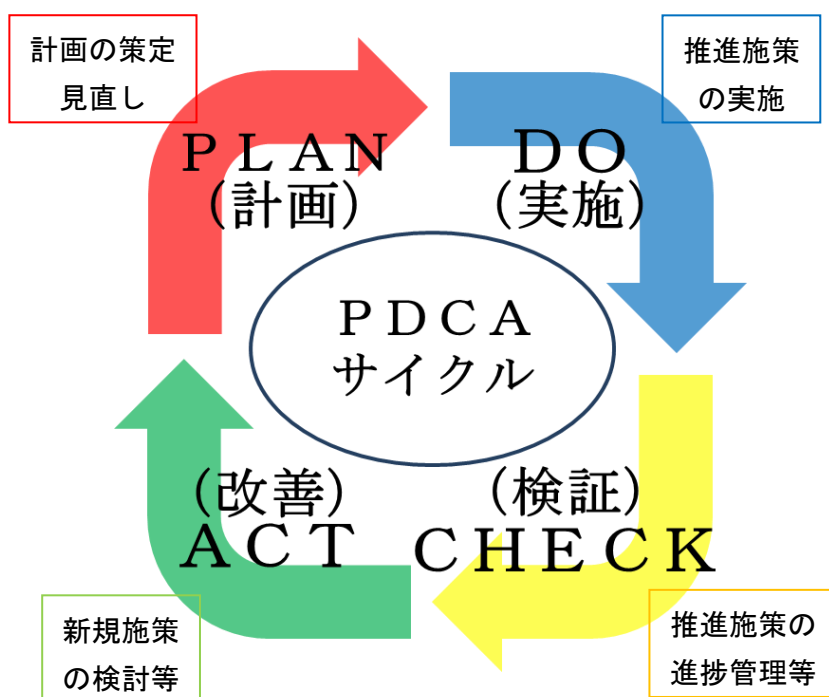 計画の策定
見直し
推進施策
の実施
ＰＬＡＮ
（計画）
ＤＯ
（実施）
ＰＤＣＡ
サイクル
（改善）
ＡＣＴ
（検証）
ＣＨＥＣＫ
新規施策
の検討等
推進施策の
進捗管理等